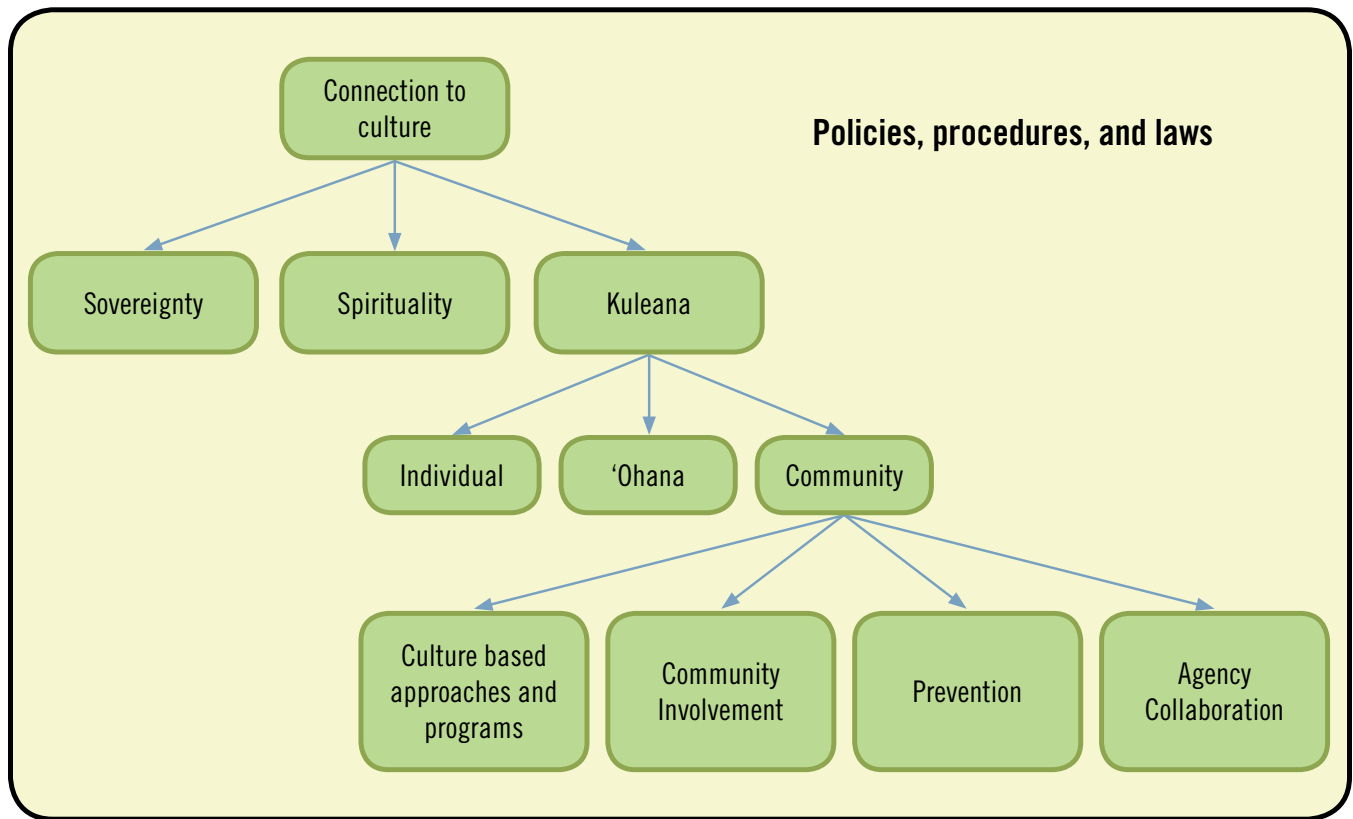 Connection to
culture
Policies, procedures, and laws
Sovereignty
Spirituality
Kuleana
Individual
‘Ohana
Community
Culture based
approaches and
programs
Community
Involvement
Prevention
Agency
Collaboration